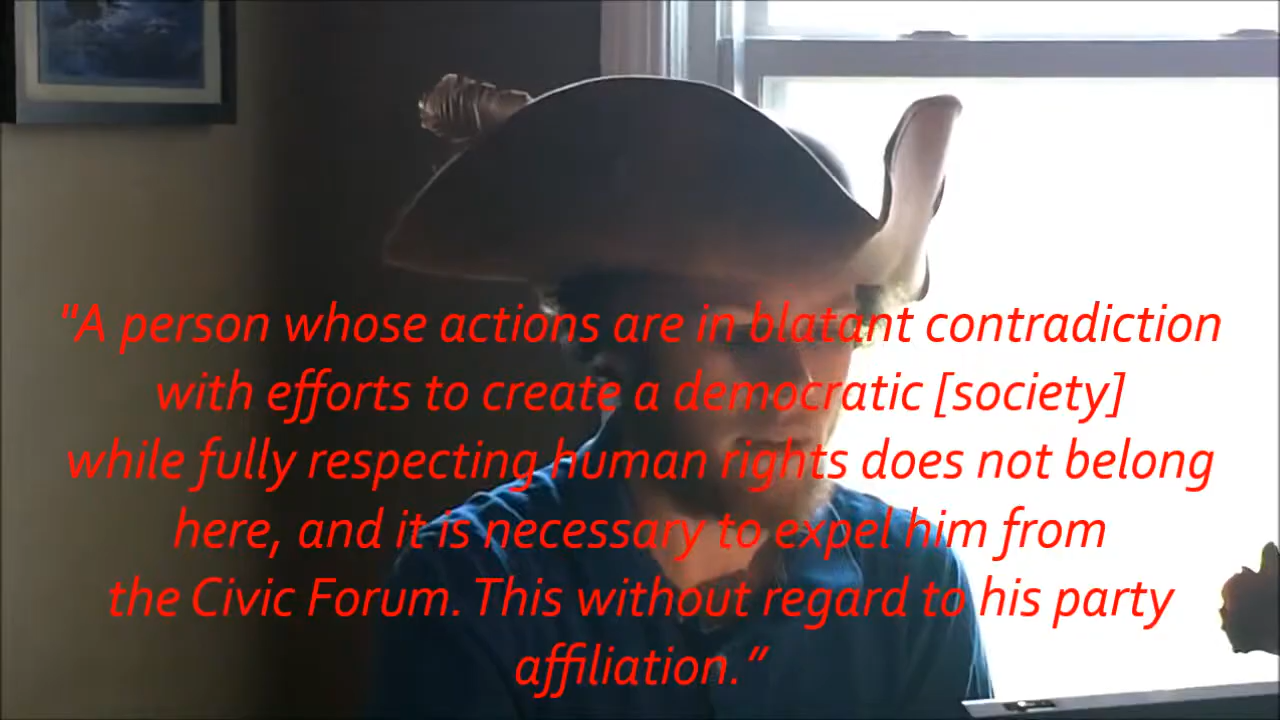 "A person whose actions are in blatant contradiction
with efforts to create a democratic [society]
while fully respecting human rights does not belong
here, and it is necessary to expel him from
the Civic Forum. This without regard to his party
affiliation.”